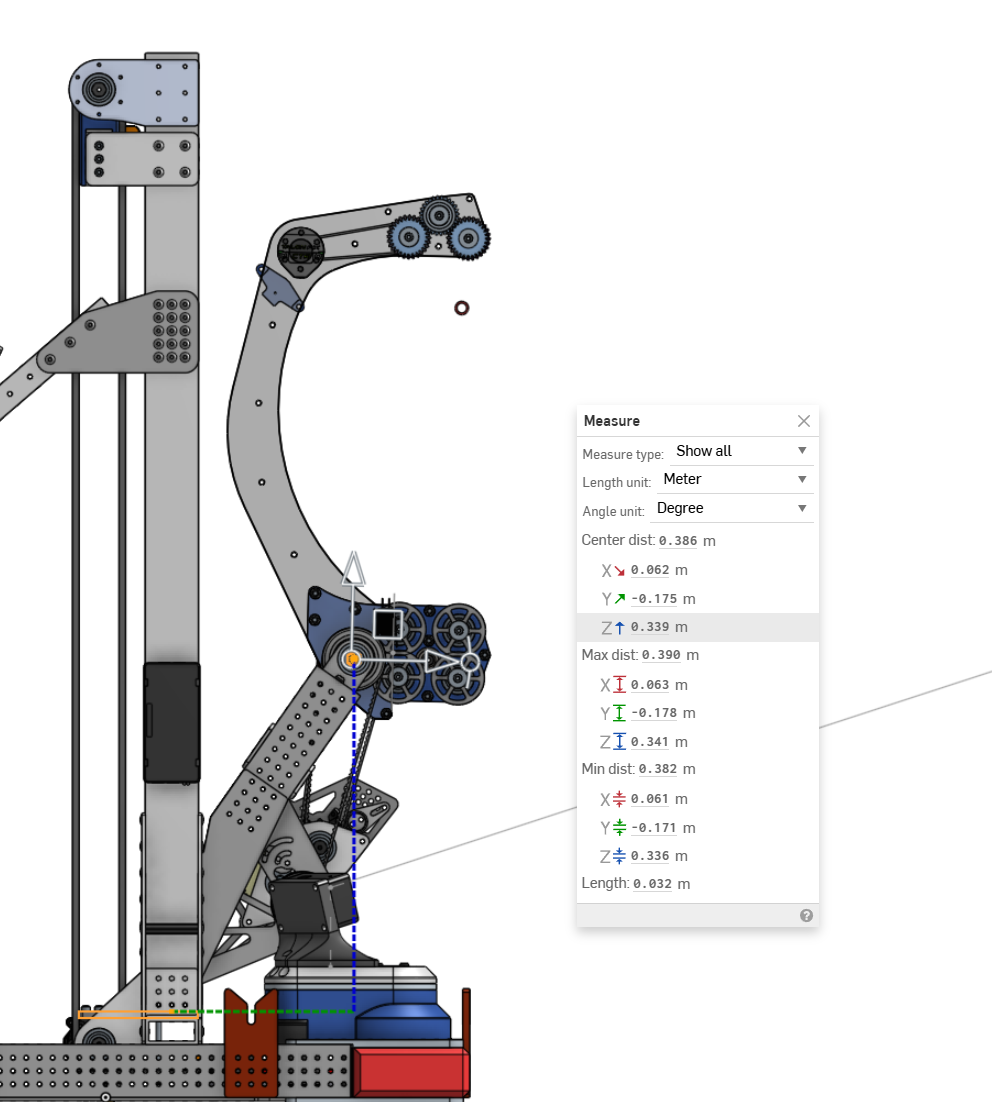 Measure
Measure type: Show all
Length unit: Meter
Angle unit: Degree
Center dist: 0.386 m
X 0.062 m
Y -0.175 m
Z 0.339 m
Max dist: 0.390 m
X 0.063 m
Y -0.178 m
Z 0.341 m
Min dist: 0.382 m
X 0.061 m
Y -0.171 m
Z 0.336 m
Length: 0.032 m
?